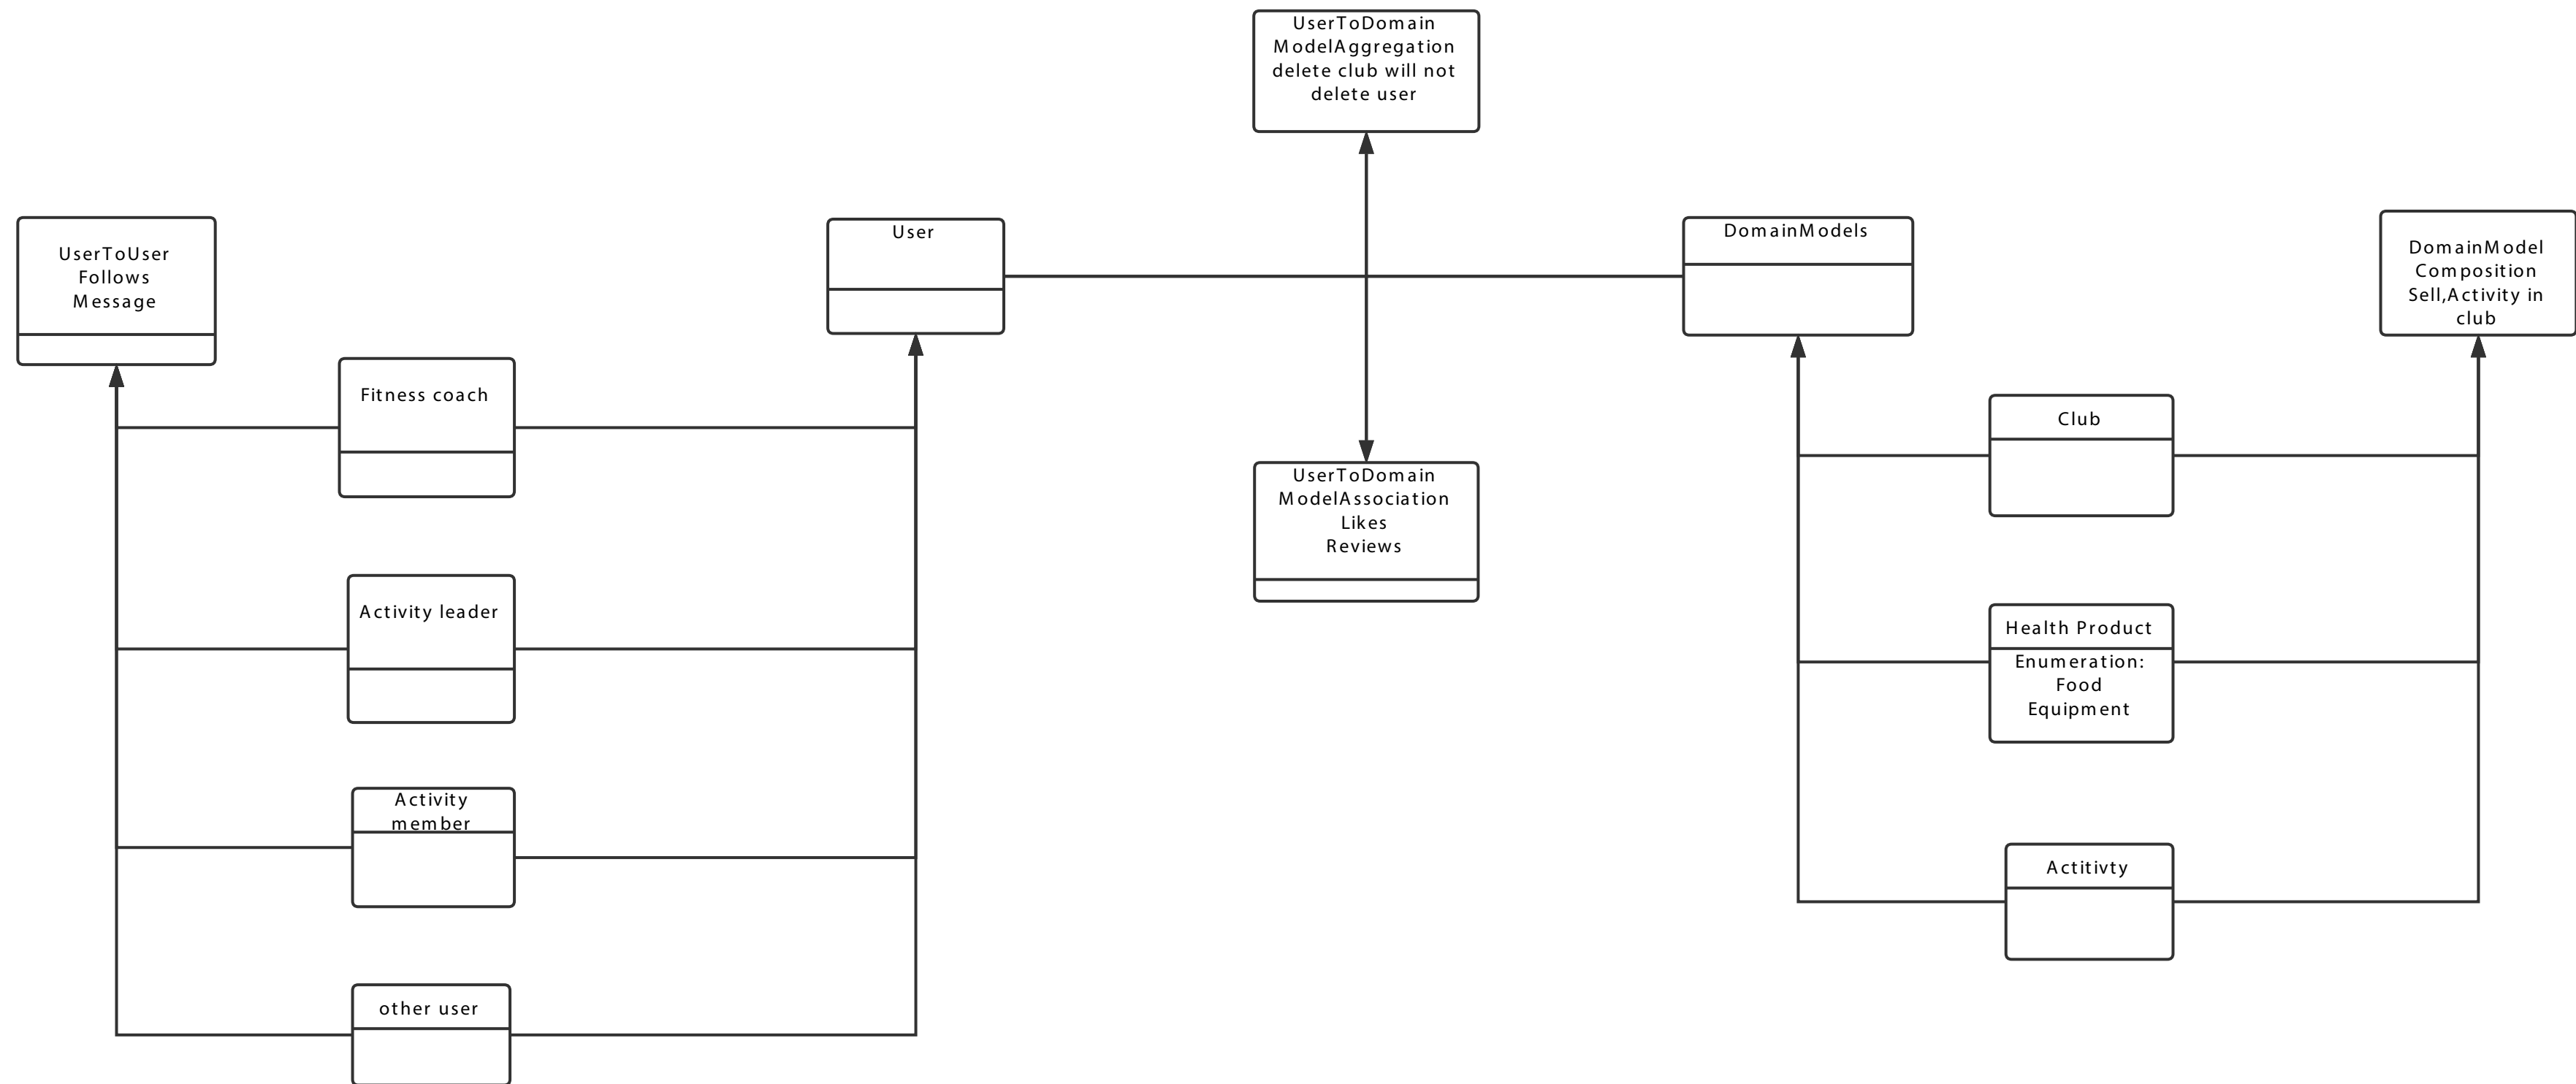 UserToDomain
ModelAggregation
delete club will not
delete user
UserToUser
Follows
Message
User
DomainModels
DomainModel
Composition
Sell,Activity in
club
Fitness coach
Club
UserToDomain
ModelAssociation
Likes
Reviews
Activity leader
Health Product
Enumeration:
Food
Equipment
Activity
member
Actitivty
other user